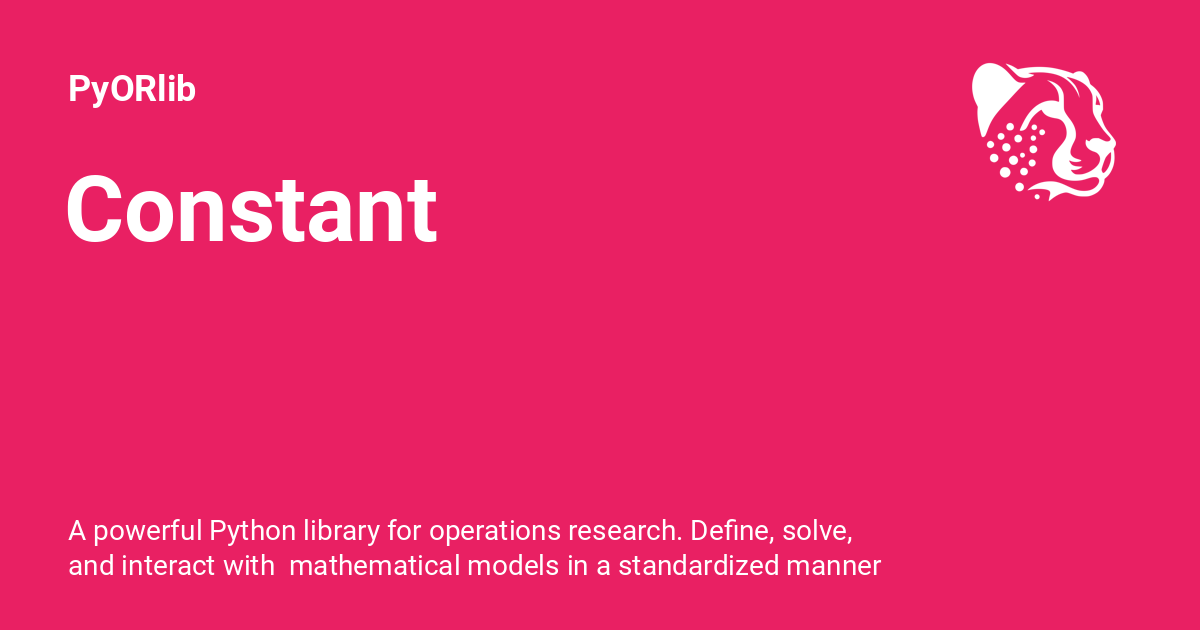 PyORlib
Constant
A powerful Python library for operations research. Define, solve,
and interact with  mathematical models in a standardized manner